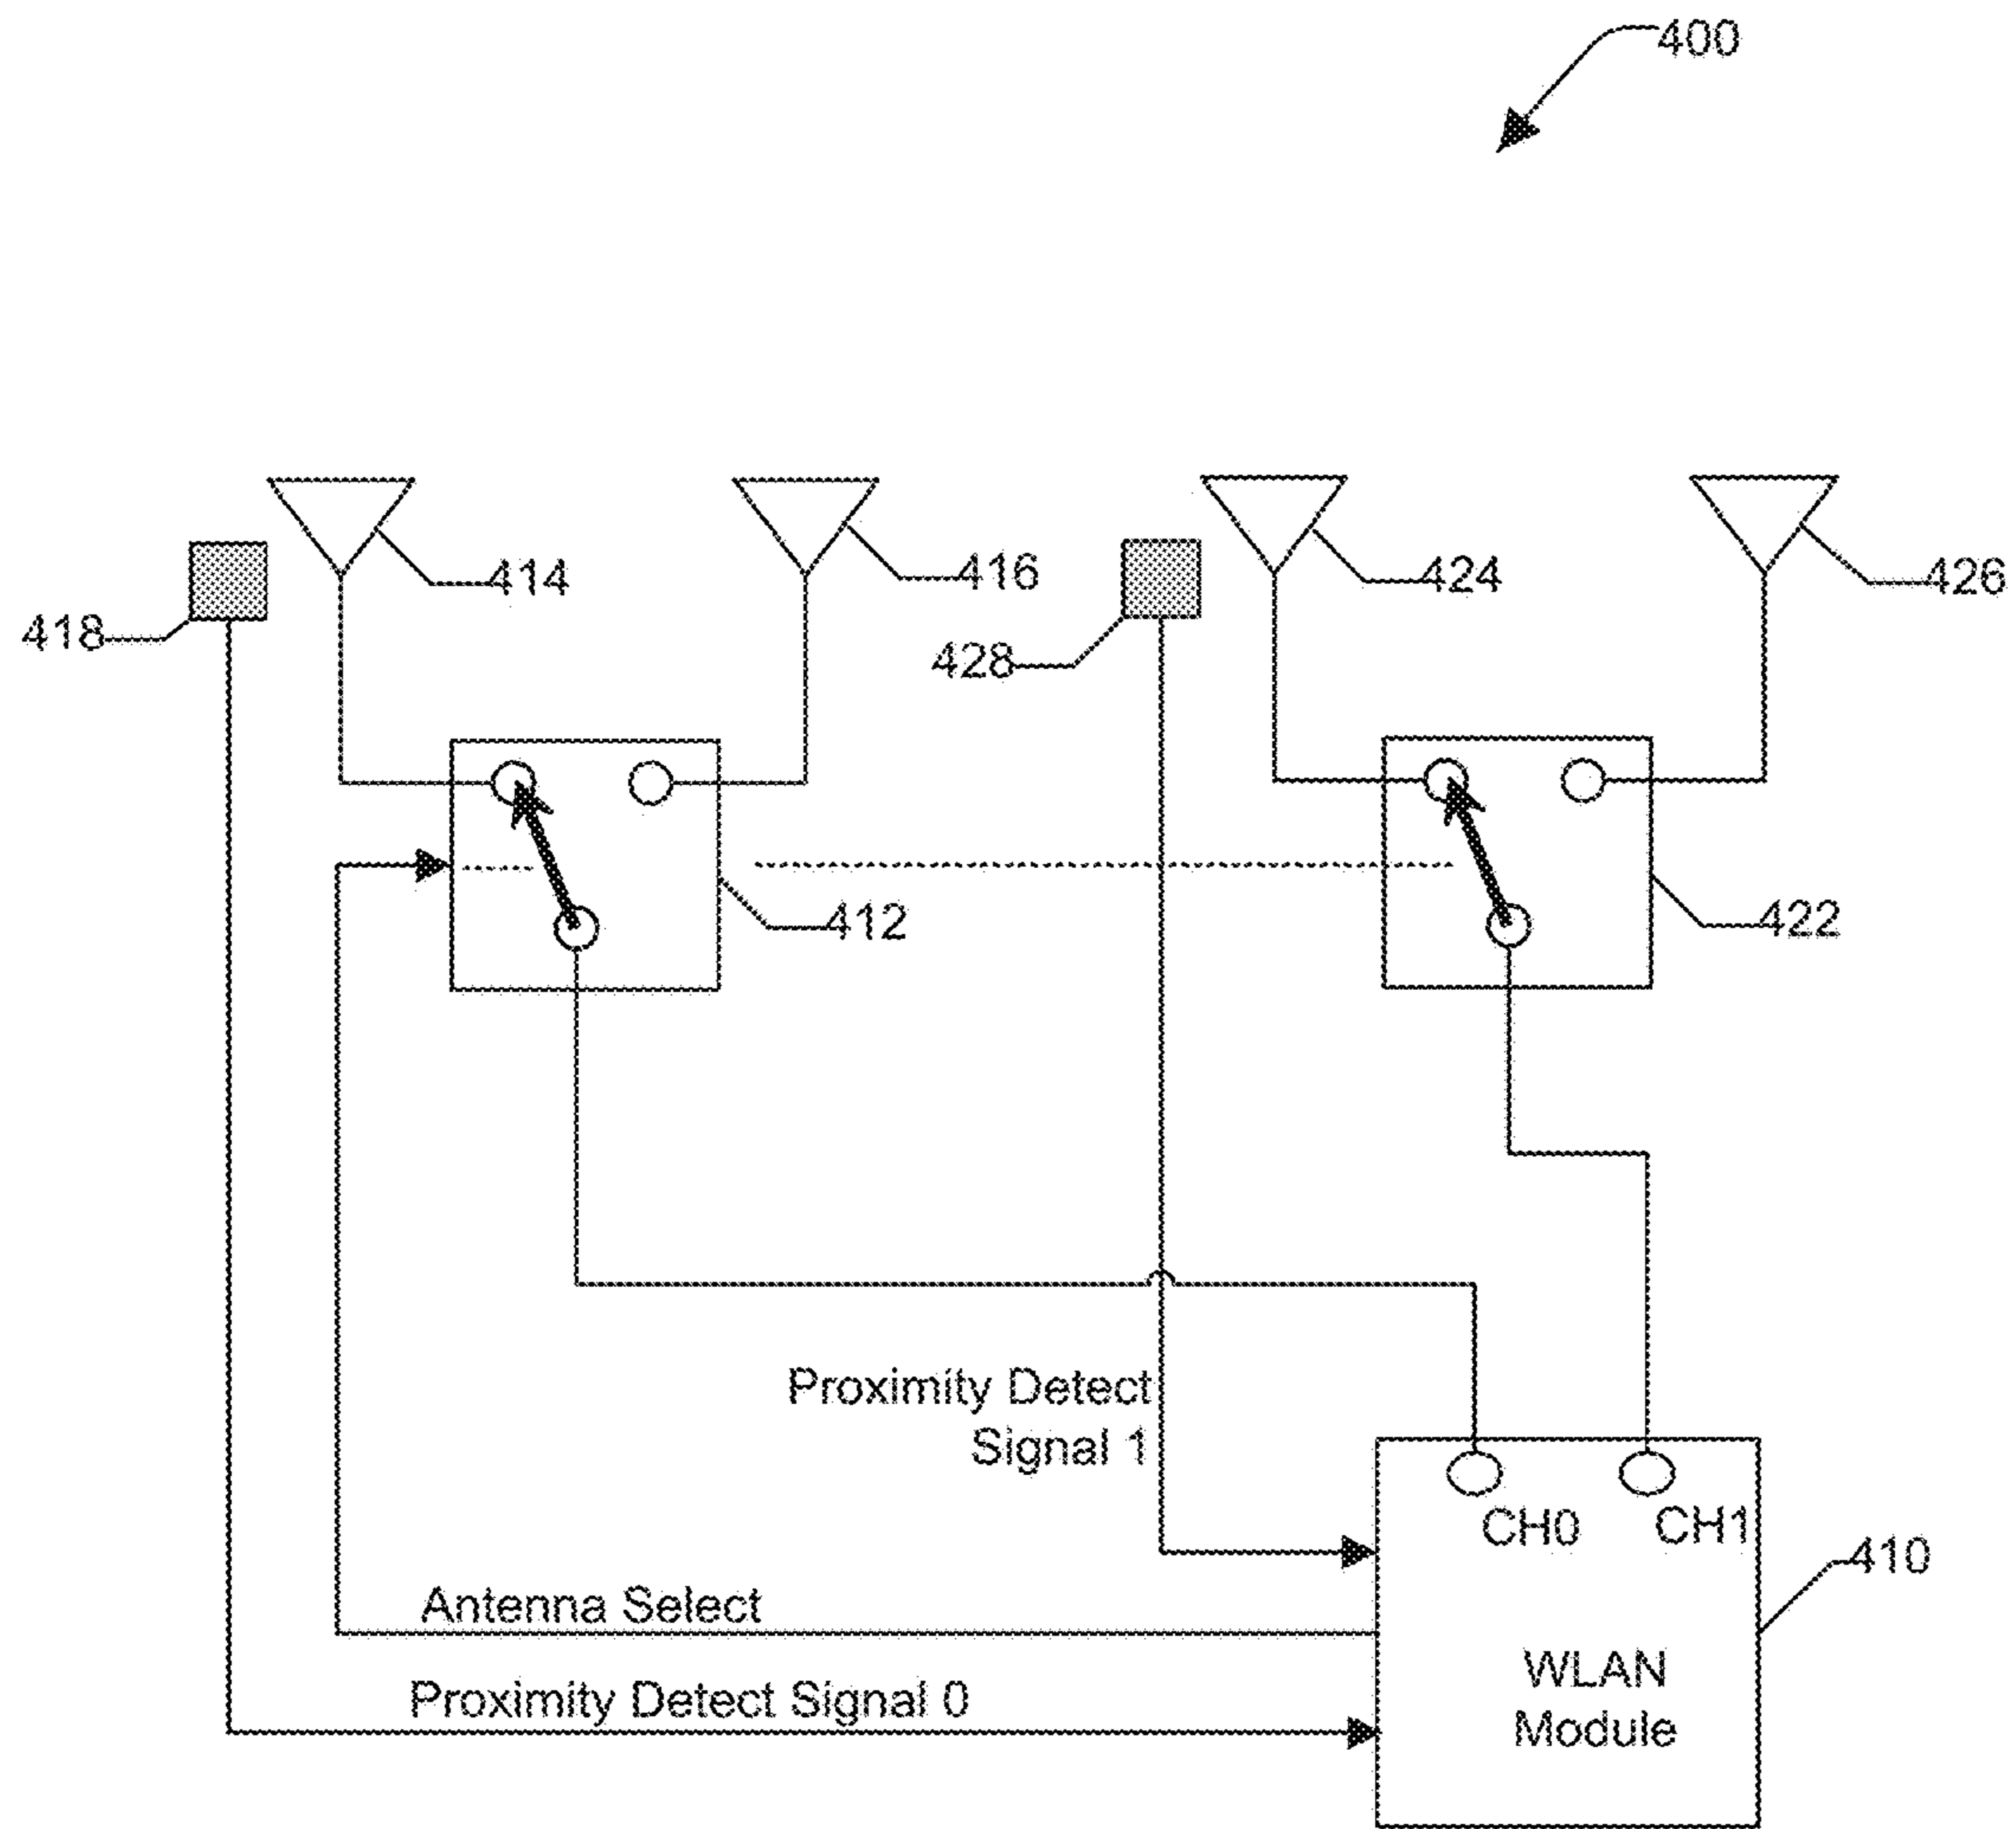 400
414
416
424
426
418
428
412
422
Proximity Detect
Signal 1
CH0
CH1
410
Antenna Select
WLAN
Module
Proximity Detect Signal 0